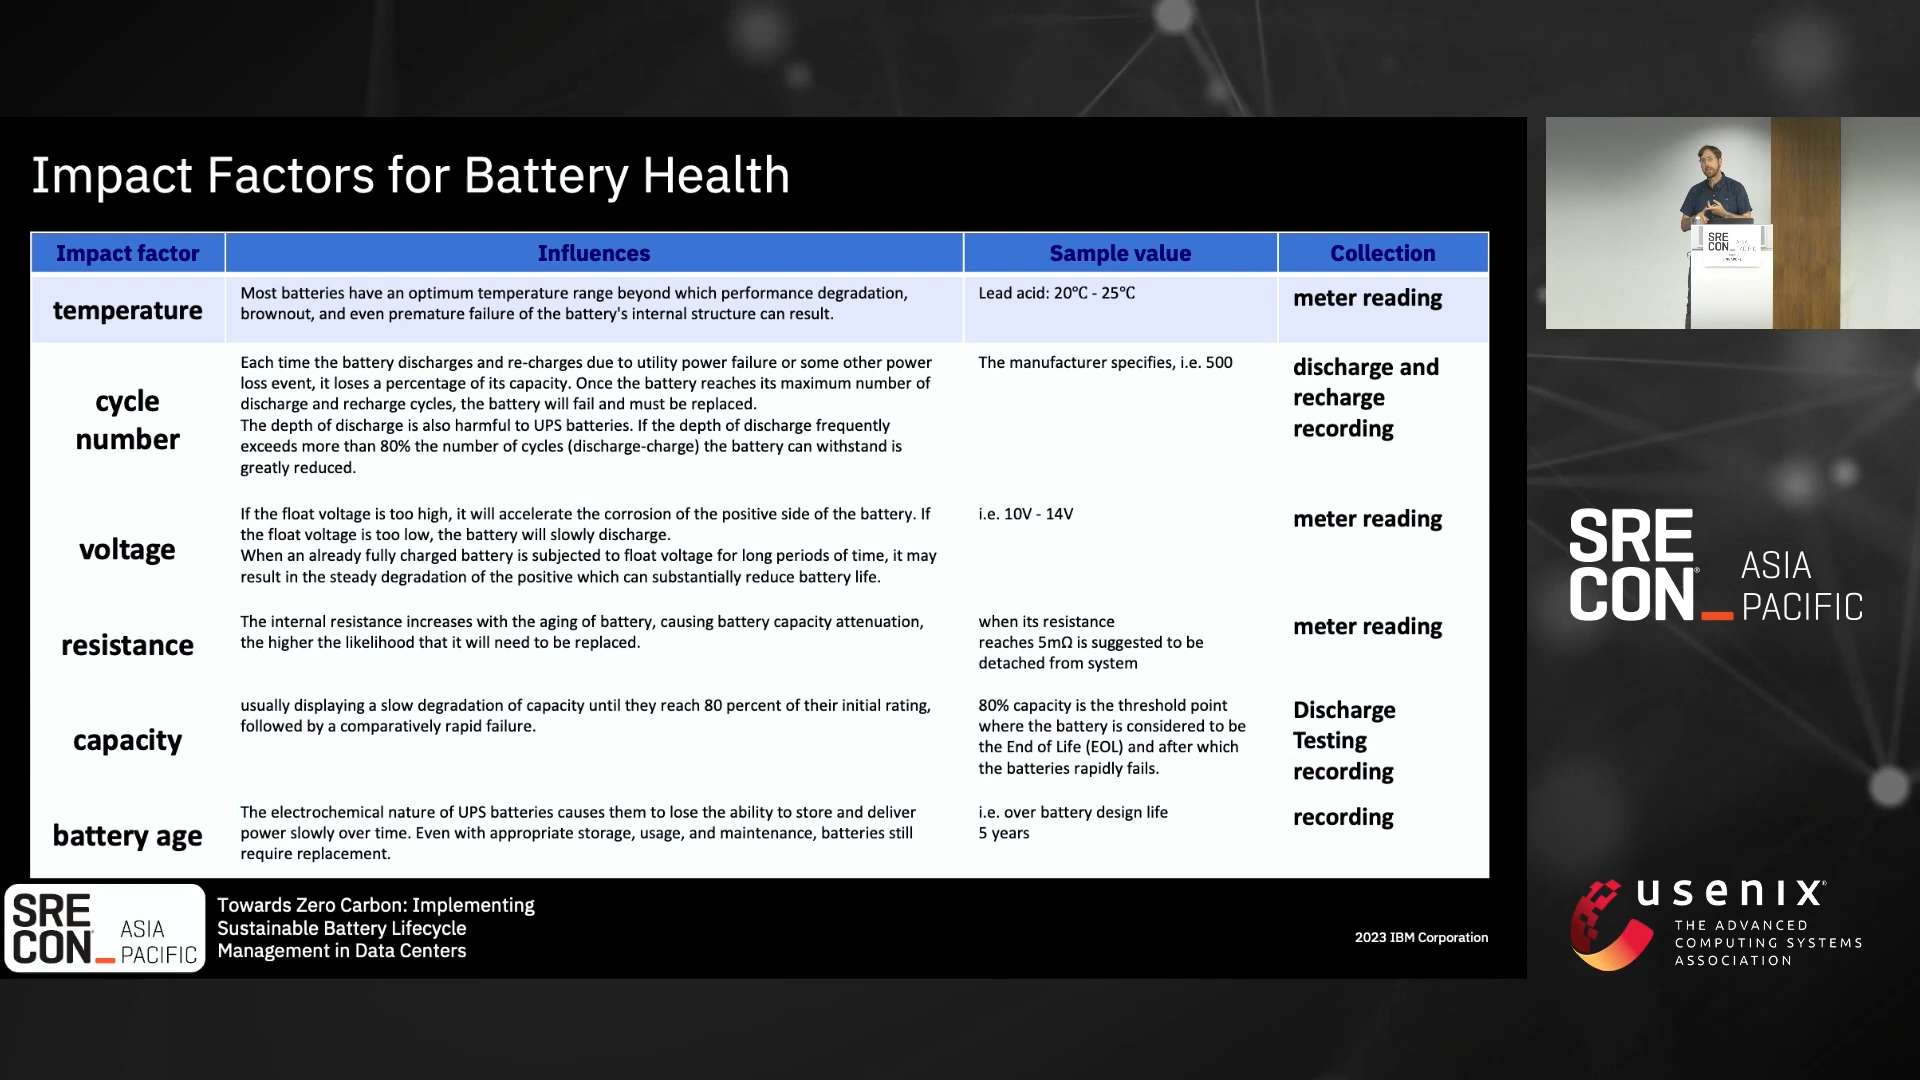 Impact Factors for Battery Health
Impact factor
Influences
Sample value
Collection
temperature
Most batteries have an optimum temperature range beyond which performance degradation,
brownout, and even premature failure of the battery's internal structure can result.
Lead acid: 20℃ - 25℃
meter reading
cycle
number
Each time the battery discharges and re-charges due to utility power failure or some other power
loss event, it loses a percentage of its capacity. Once the battery reaches its maximum number of
discharge and recharge cycles, the battery will fail and must be replaced.
The depth of discharge is also harmful to UPS batteries. If the depth of discharge frequently
exceeds more than 80% the number of cycles (discharge-charge) the battery can withstand is
greatly reduced.
The manufacturer specifies, i.e. 500
discharge and
recharge
recording
voltage
If the float voltage is too high, it will accelerate the corrosion of the positive side of the battery. If
the float voltage is too low, the battery will slowly discharge.
When an already fully charged battery is subjected to float voltage for long periods of time, it may
result in the steady degradation of the positive which can substantially reduce battery life.
i.e. 10V - 14V
meter reading
resistance
The internal resistance increases with the aging of battery, causing battery capacity attenuation,
the higher the likelihood that it will need to be replaced.
when its resistance
reaches 5mΩ is suggested to be
detached from system
meter reading
capacity
usually displaying a slow degradation of capacity until they reach 80 percent of their initial rating,
followed by a comparatively rapid failure.
80% capacity is the threshold point
where the battery is considered to be
the End of Life (EOL) and after which
the batteries rapidly fails.
Discharge
Testing
recording
battery age
The electrochemical nature of UPS batteries causes them to lose the ability to store and deliver
power slowly over time. Even with appropriate storage, usage, and maintenance, batteries still
require replacement.
i.e. over battery design life
5 years
recording
SRE
CON_ ASIA
PACIFIC
Towards Zero Carbon: Implementing
Sustainable Battery Lifecycle
Management in Data Centers
2023 IBM Corporation
SRE
CON_
SRE
CON®_ ASIA
PACIFIC
usenix®
THE ADVANCED
COMPUTING SYSTEMS
ASSOCIATION